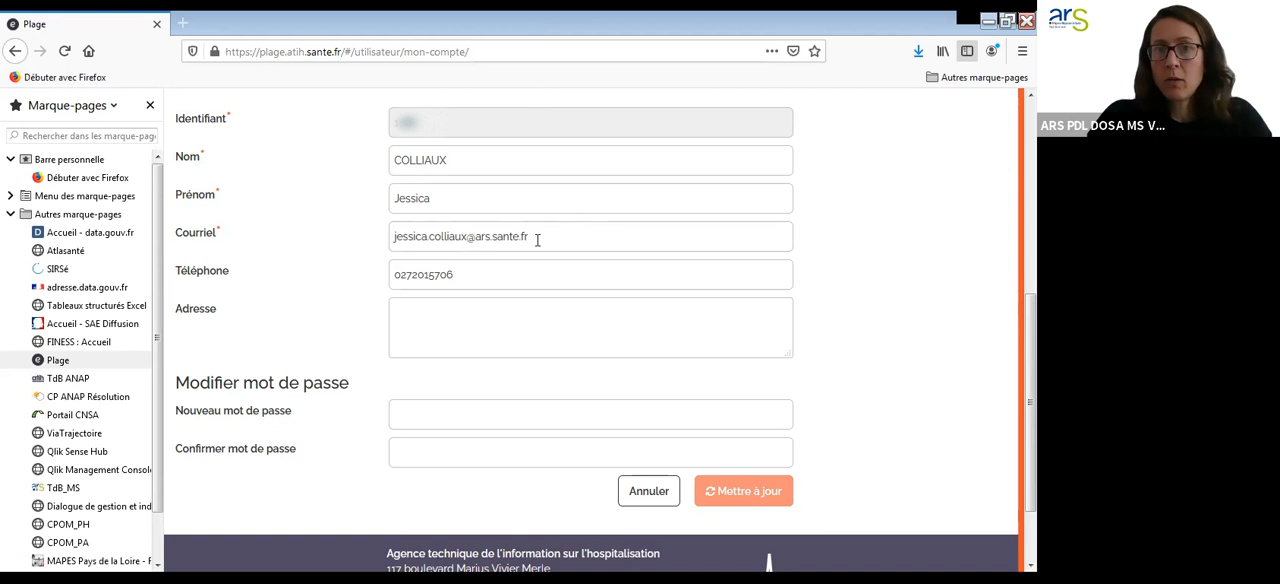 Plage
https://plage.atih.sante.fr/#/utilisateur/mon-compte/
Débuter avec Firefox
Autres marque-pages
Marque-pages
Rechercher dans les marque-pages
Barre personnelle
Débuter avec Firefox
Menu des marque-pages
Autres marque-pages
Accueil - data.gouv.fr
Atlasanté
SIRSé
adresse.data.gouv.fr
Tableaux structurés Excel
Accueil - SAE Diffusion
FINESS : Accueil
Plage
TdB ANAP
CP ANAP Résolution
Portail CNSA
ViaTrajectoire
Qlik Sense Hub
Qlik Management Consol
TdB_MS
Dialogue de gestion et ind
CPOM_PH
CPOM_PA
MAPES Pays de la Loire - F
Identifiant*
Nom* COLLIAUX
Prénom* Jessica
Courriel* jessica.colliaux@ars.sante.fr
Téléphone 0272015706
Adresse
Modifier mot de passe
Nouveau mot de passe
Confirmer mot de passe
Annuler Mettre à jour
Agence technique de l'information sur l'hospitalisation
117 boulevard Marius Vivier Merle
ars
ARS PDL DOSA MS V...